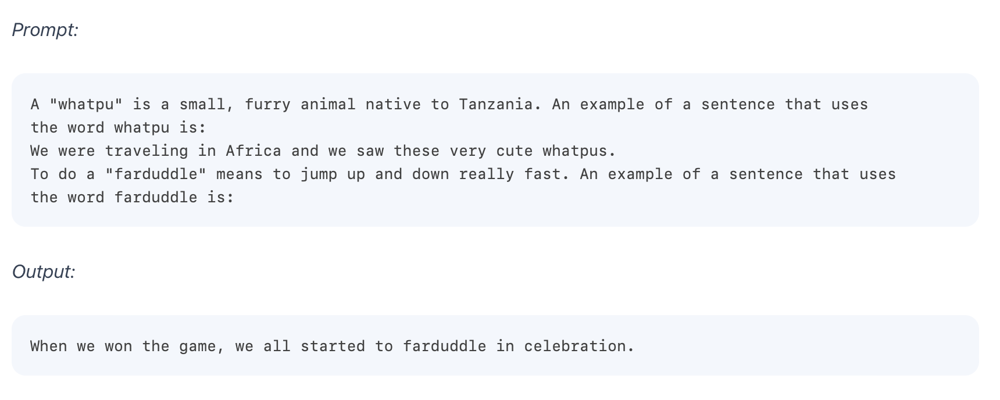 Prompt:
A "whatpu" is a small, furry animal native to Tanzania. An example of a sentence that uses
the word whatpu is:
We were traveling in Africa and we saw these very cute whatpus.
To do a "farduddle" means to jump up and down really fast. An example of a sentence that uses
the word farduddle is:
Output:
When we won the game, we all started to farduddle in celebration.